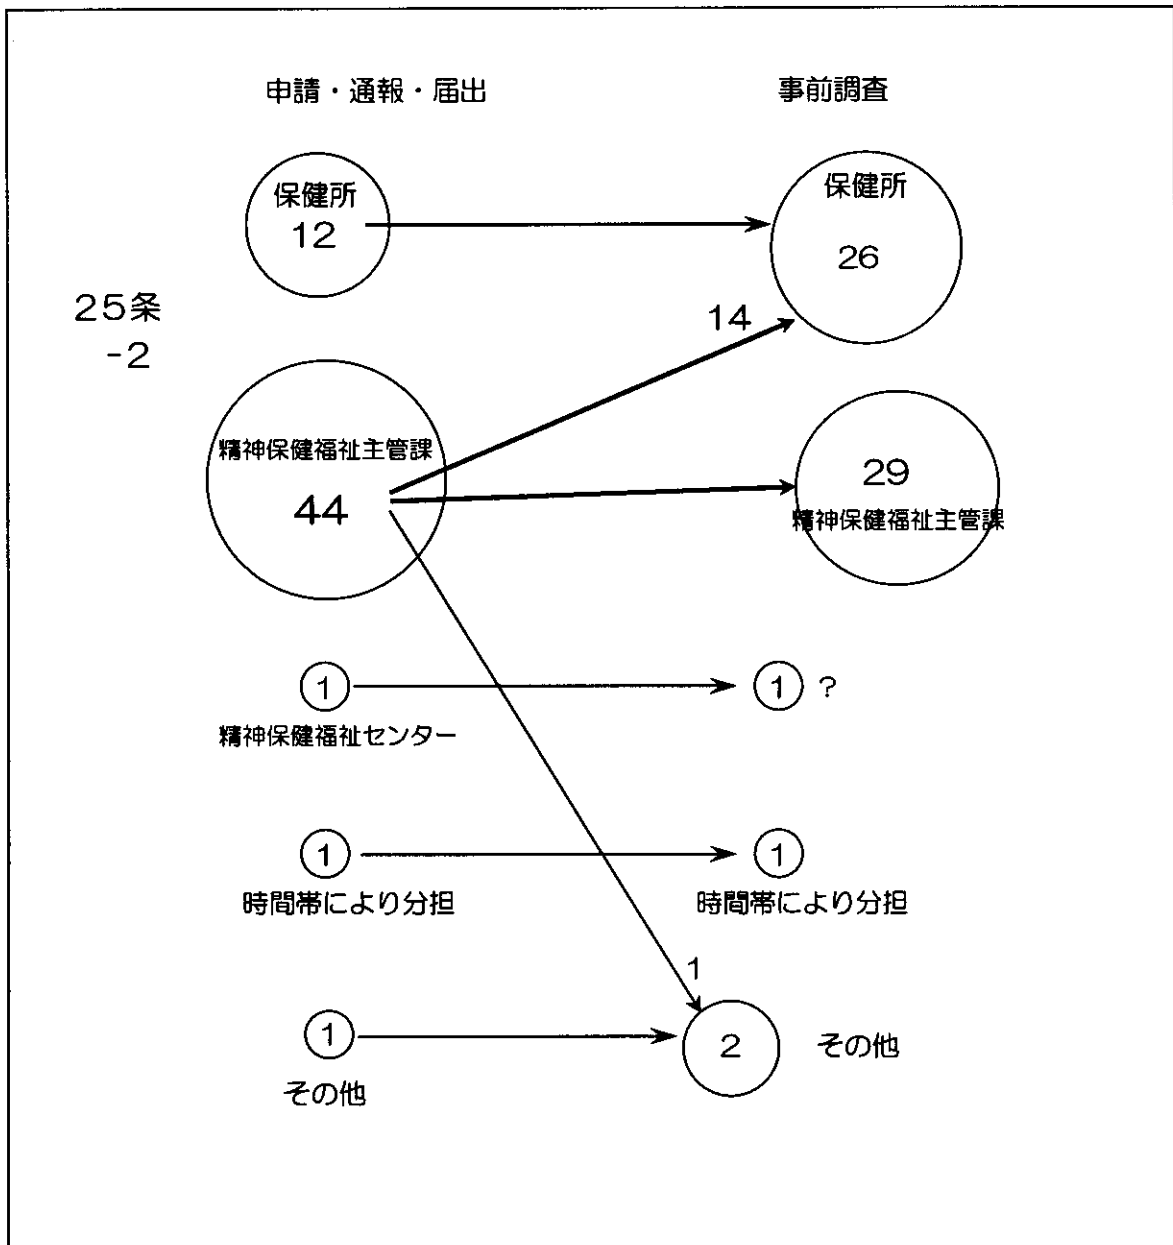 申請・通報・届出
事前調査
保健所
12
保健所
26
25条
-2
14
精神保健福祉主管課
44
29
精神保健福祉主管課
1
1 ?
精神保健福祉センター
1
1
時間帯により分担
時間帯により分担
1
1
2 その他
その他